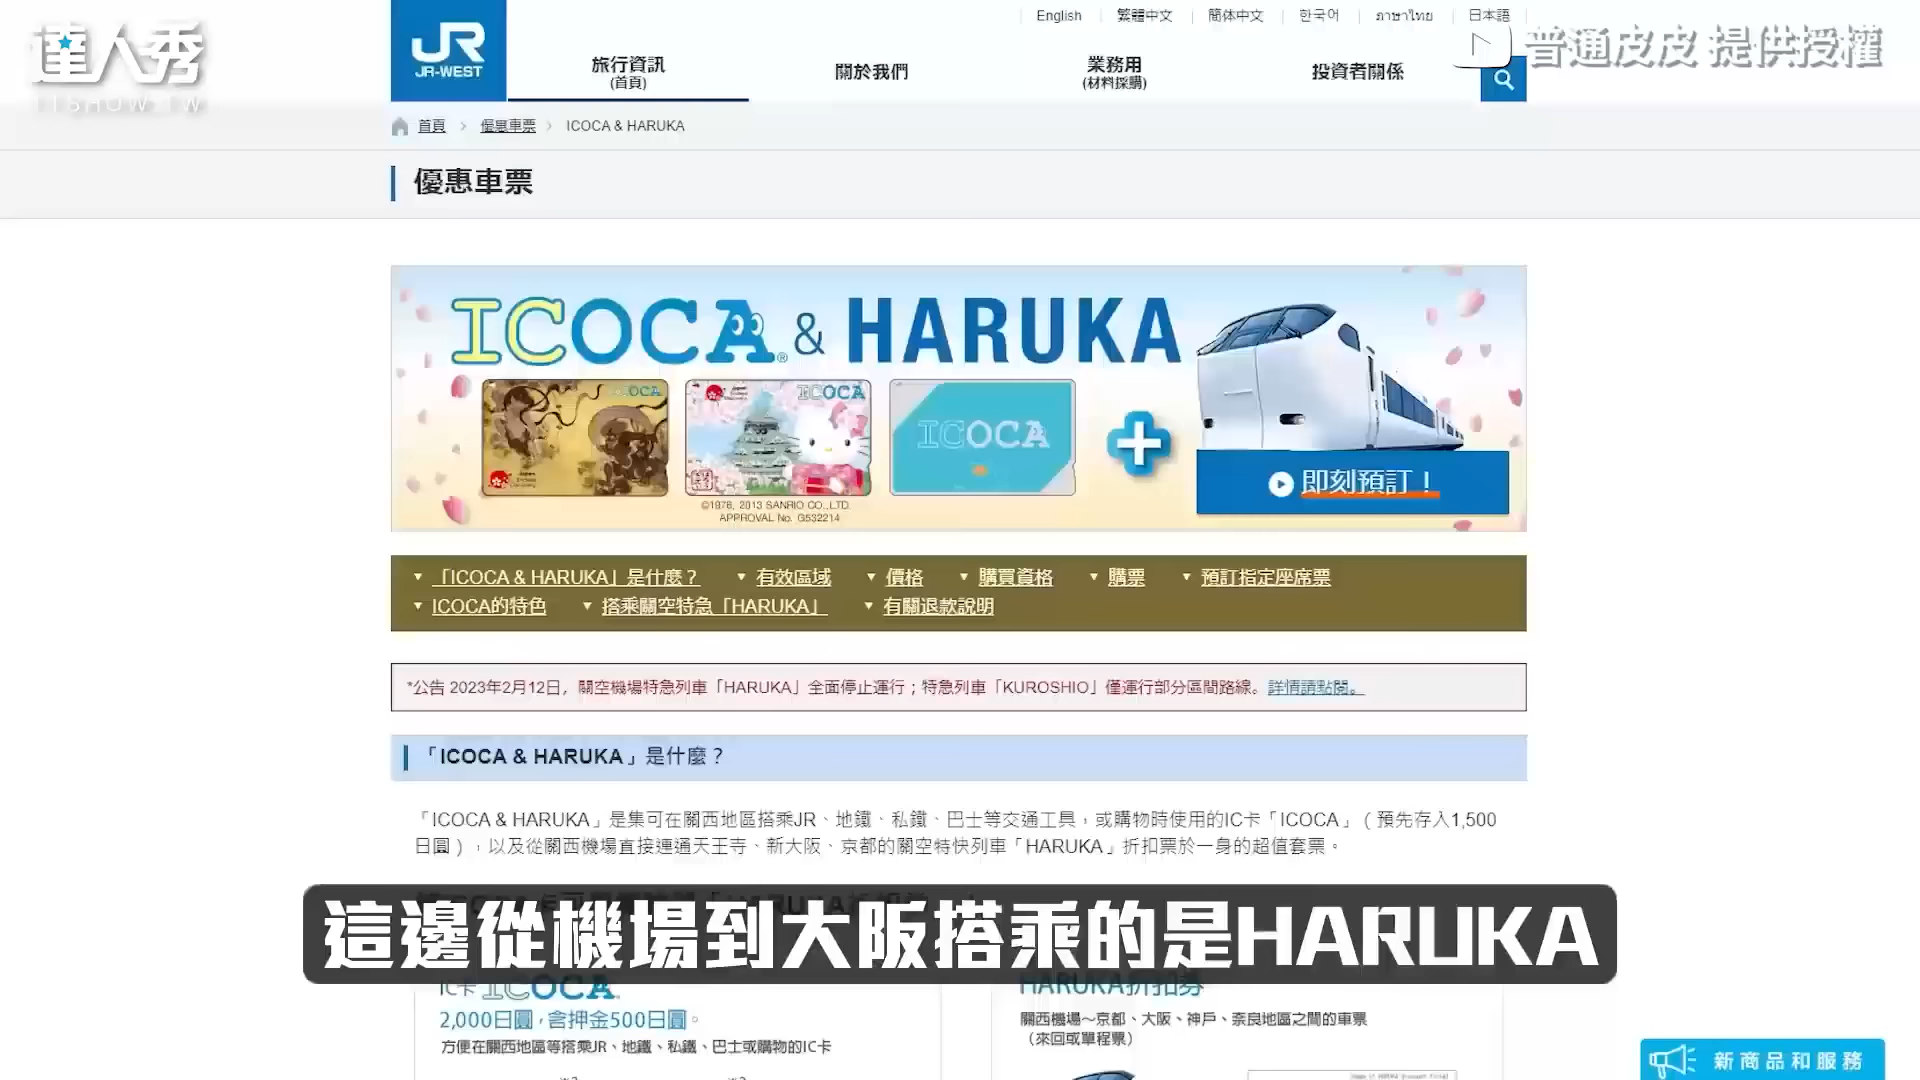 達人秀
ITSHOW.TW
JR
JR-WEST
English
繁體中文
简体中文
한국어
ภาษาไทย
日本語
普通皮皮 提供授權
旅行資訊
(首頁)
關於我們
業務用
(材料採購)
投資者關係
首頁 > 優惠車票 > ICOCA & HARUKA
優惠車票
ICOCA® & HARUKA
ICOCA
ICOCA
ICOCA
©1976, 2013 SANRIO CO.,LTD.
APPROVAL No. G532214
即刻預訂！
「ICOCA & HARUKA」是什麼？ 有效區域 價格 購買資格 購票 預訂指定座席票
ICOCA的特色 搭乘關空特急「HARUKA」 有關退款說明
*公告 2023年2月12日，關空機場特急列車「HARUKA」全面停止運行；特急列車「KUROSHIO」僅運行部分區間路線。詳情請點閱。
「ICOCA & HARUKA」是什麼？
「ICOCA & HARUKA」是集可在關西地區搭乘JR、地鐵、私鐵、巴士等交通工具，或購物時使用的IC卡「ICOCA」（預先存入1,500
日圓），以及從關西機場直接連通天王寺、新大阪、京都的關空特快列車「HARUKA」折扣票於一身的超值套票。
這邊從機場到大阪搭乘的是HARUKA
IC卡 ICOCA
2,000日圓，含押金500日圓。
方便在關西地區等搭乘JR、地鐵、私鐵、巴士或購物的IC卡
HARUKA折扣券
關西機場～京都、大阪、神戶、奈良地區之間的車票
（來回或單程票）
新商品和服務